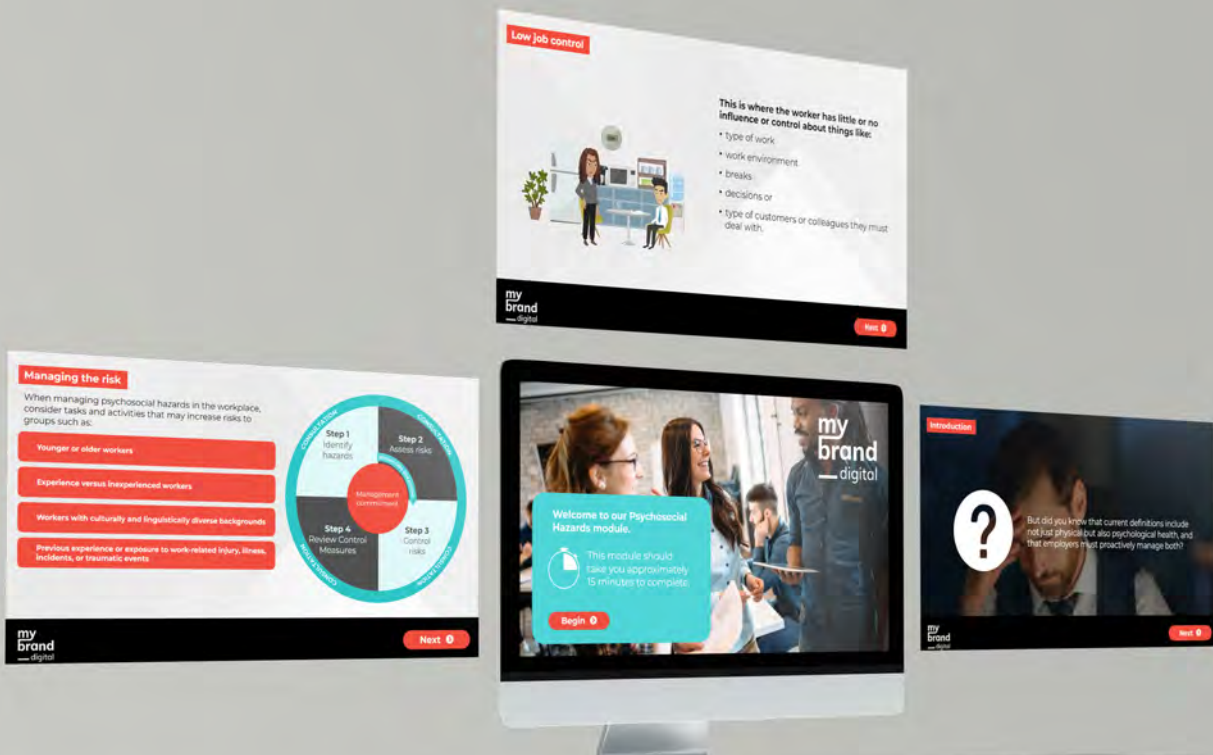 Low job control
This is where the worker has little or no
influence or control about things like:
• type of work
• work environment
• breaks
• decisions or
• type of customers or colleagues they must
deal with.
my
brand
digital
Next
Managing the risk
When managing psychosocial hazards in the workplace,
consider tasks and activities that may increase risks to
groups such as:
Younger or older workers
Experience versus inexperienced workers
Workers with culturally and linguistically diverse backgrounds
Previous experience or exposure to work-related injury, illness,
incidents, or traumatic events
CONSULTATION
CONSULTATION
Step 1
Identify
hazards
Step 2
Assess risks
Management
commitment
Step 4
Review Control
Measures
Step 3
Control
risks
CONSULTATION
CONSULTATION
my
brand
digital
Next
my
brand
digital
Welcome to our Psychosocial
Hazards module.
This module should
take you approximately
15 minutes to complete.
Begin
Introduction
?
But did you know that current definitions include
not just physical but also psychological health, and
that employers must proactively manage both?
my
brand
digital
Next